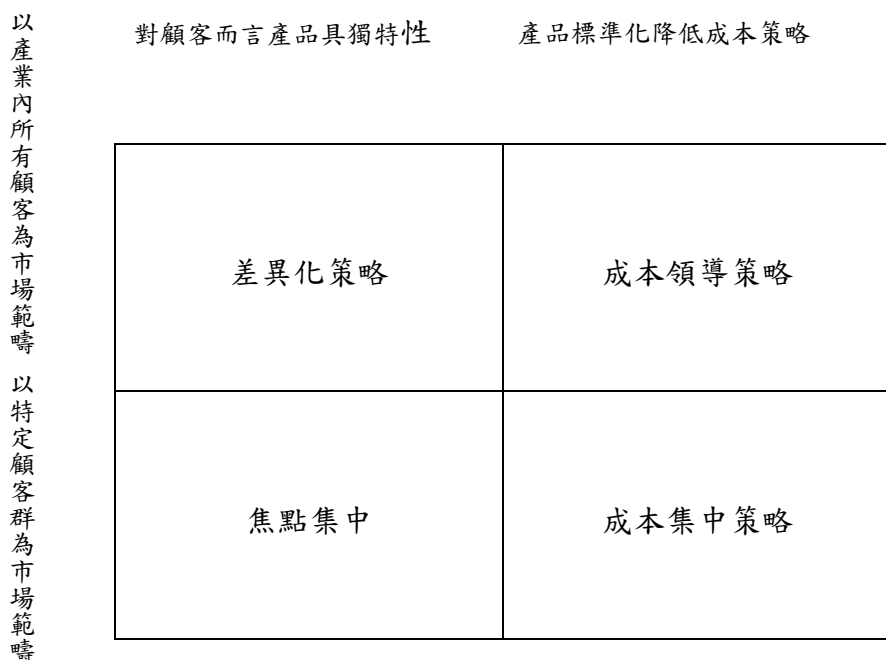 對顧客而言產品具獨特性
產品標準化降低成本策略
以產業內所有顧客為市場範疇
差異化策略
成本領導策略
以特定顧客群為市場範疇
焦點集中
成本集中策略